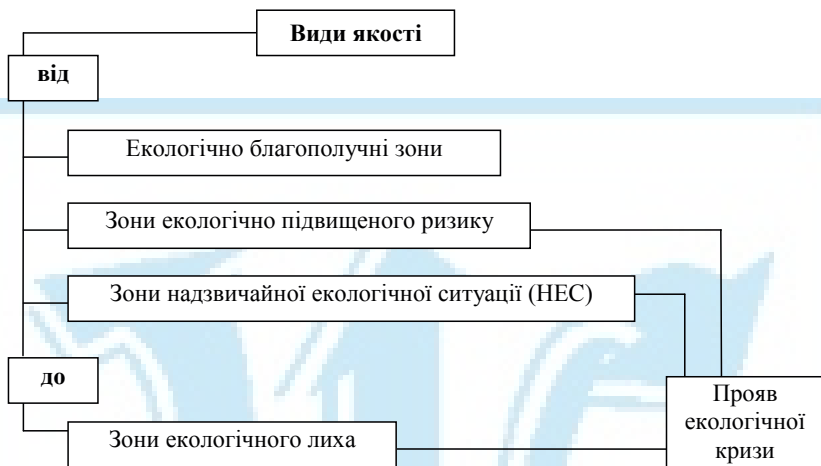 Види якості
від
Екологічно благополучні зони
Зони екологічно підвищеного ризику
Зони надзвичайної екологічної ситуації (НЕС)
до
Зони екологічного лиха
Прояв
екологічної
кризи